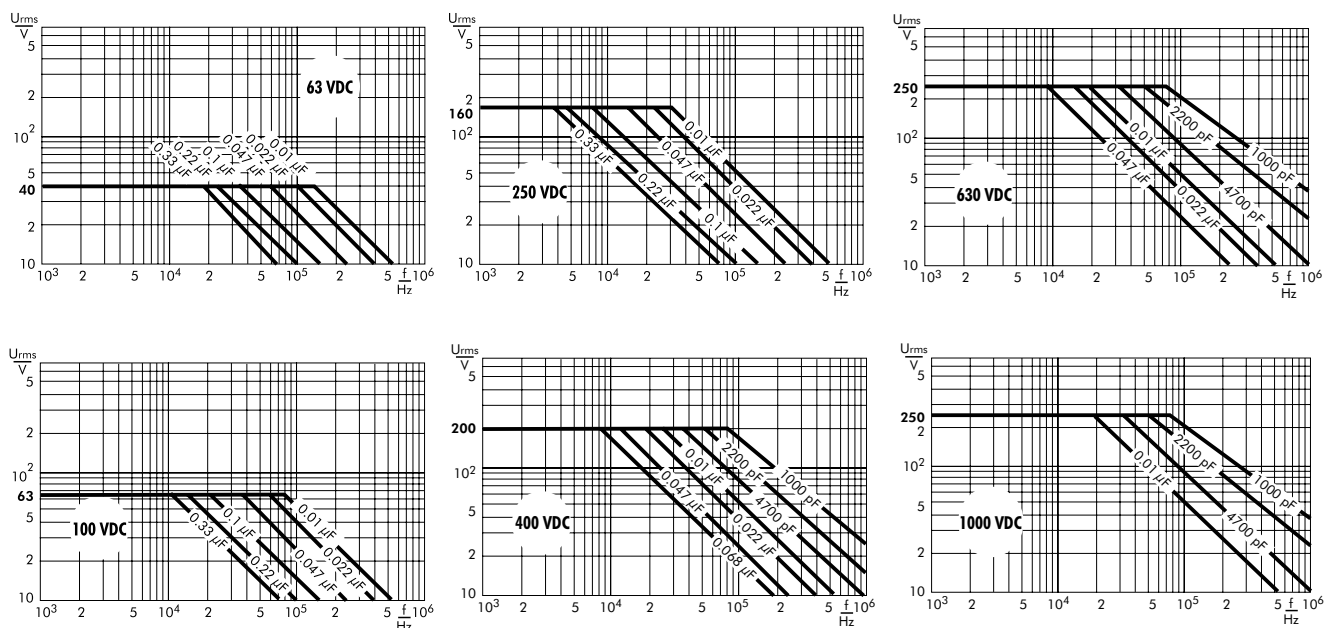 Urms
V
5
2
10²
40
2
10
63 VDC
0.33 µF
0.22 µF
0.1 µF
0.047 µF
0.022 µF
0.01 µF
10³ 2 5 10⁴ 2 5 10⁵ 2 5 f/Hz 10⁶
Urms
V
5
2
160
10²
5
2
10
250 VDC
0.33 µF
0.22 µF
0.1 µF
0.047 µF
0.022 µF
0.01 µF
10³ 2 5 10⁴ 2 5 10⁵ 2 5 f/Hz 10⁶
Urms
V
5
250
2
10²
5
2
10
630 VDC
0.047 µF
0.022 µF
0.01 µF
4700 pF
2200 pF
1000 pF
10³ 2 5 10⁴ 2 5 10⁵ 2 5 f/Hz 10⁶
Urms
V
5
2
10²
63
5
2
10
100 VDC
0.33 µF
0.22 µF
0.1 µF
0.047 µF
0.022 µF
0.01 µF
10³ 2 5 10⁴ 2 5 10⁵ 2 5 f/Hz 10⁶
Urms
V
5
200
10²
5
2
10
400 VDC
0.068 µF
0.047 µF
0.022 µF
0.01 µF
4700 pF
2200 pF
1000 pF
10³ 2 5 10⁴ 2 5 10⁵ 2 5 f/Hz 10⁶
Urms
V
5
250
2
10²
5
2
10
1000 VDC
0.01 µF
4700 pF
2200 pF
1000 pF
10³ 2 5 10⁴ 2 5 10⁵ 2 5 f/Hz 10⁶